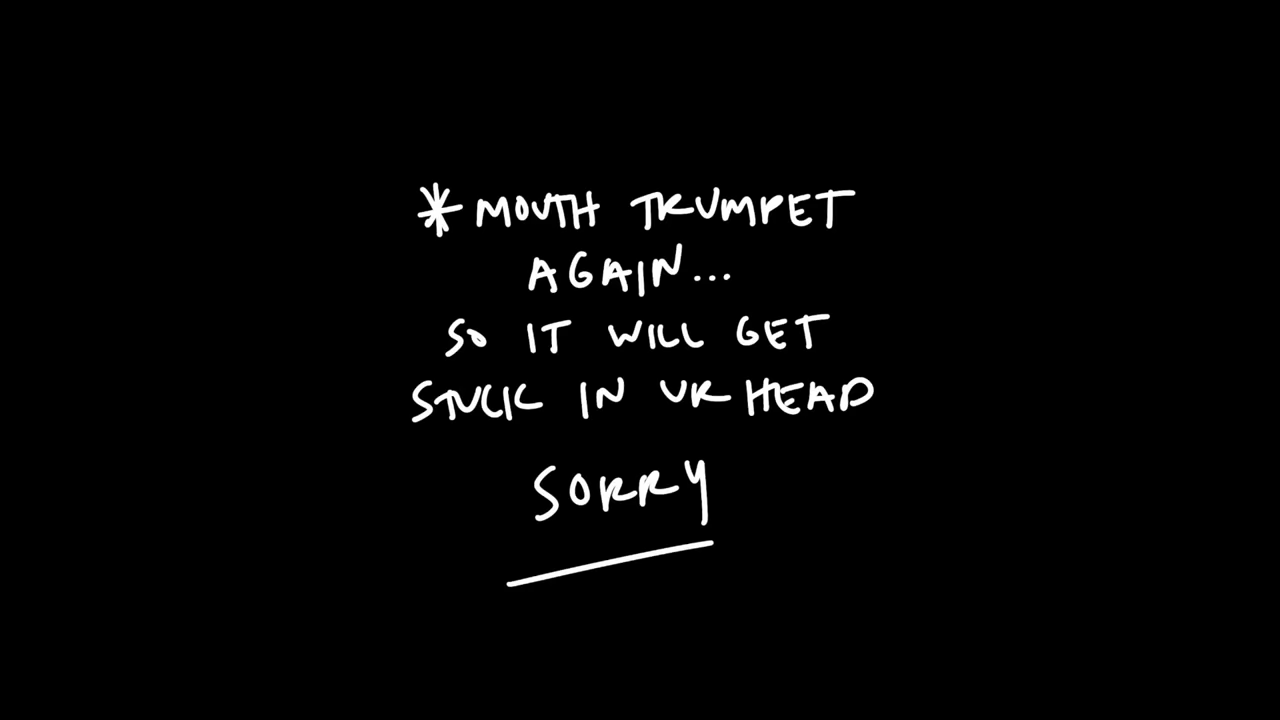 *MOUTH TRUMPET
AGAIN...
SO IT WILL GET
STUCK IN UR HEAD
SORRY